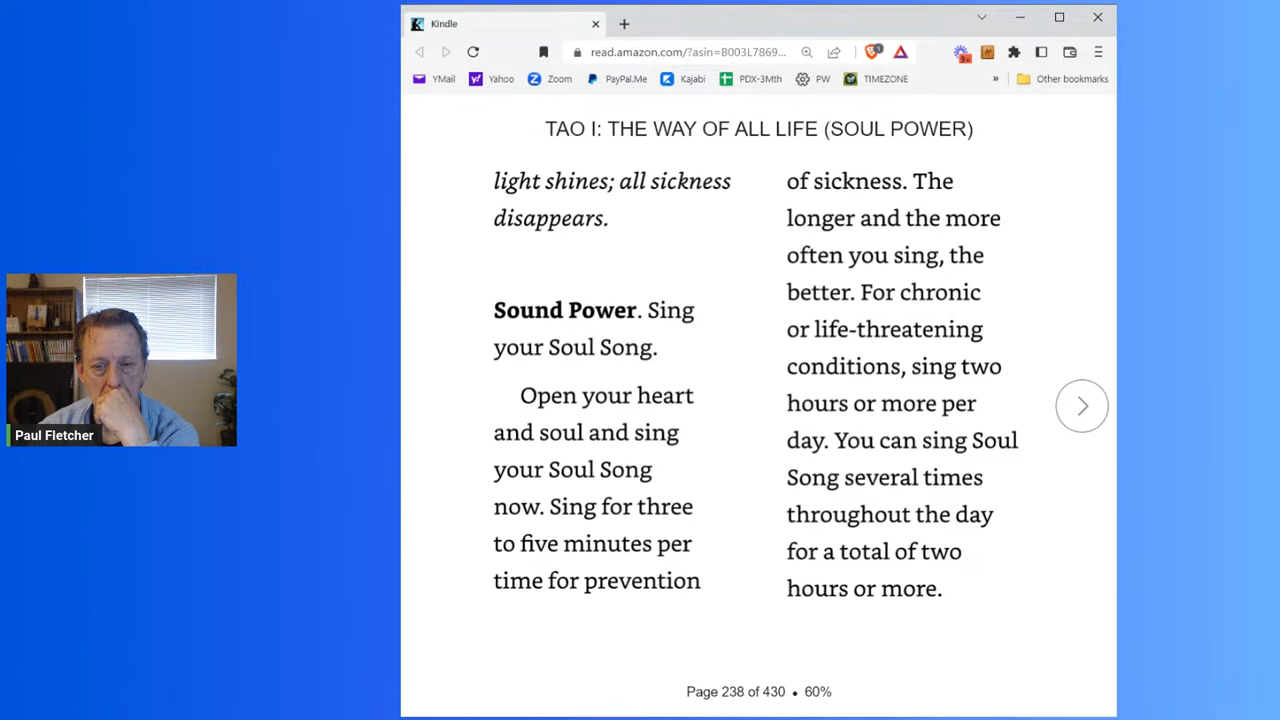 Kindle
read.amazon.com/?asin=B003L7869...
1
9+
YMail
Yahoo
Zoom
PayPal.Me
Kajabi
PDX-3Mth
PW
TIMEZONE
»
Other bookmarks
TAO I: THE WAY OF ALL LIFE (SOUL POWER)
light shines; all sickness
disappears.
Sound Power. Sing
your Soul Song.
Open your heart
and soul and sing
your Soul Song
now. Sing for three
to five minutes per
time for prevention
of sickness. The
longer and the more
often you sing, the
better. For chronic
or life-threatening
conditions, sing two
hours or more per
day. You can sing Soul
Song several times
throughout the day
for a total of two
hours or more.
Page 238 of 430 • 60%
Paul Fletcher